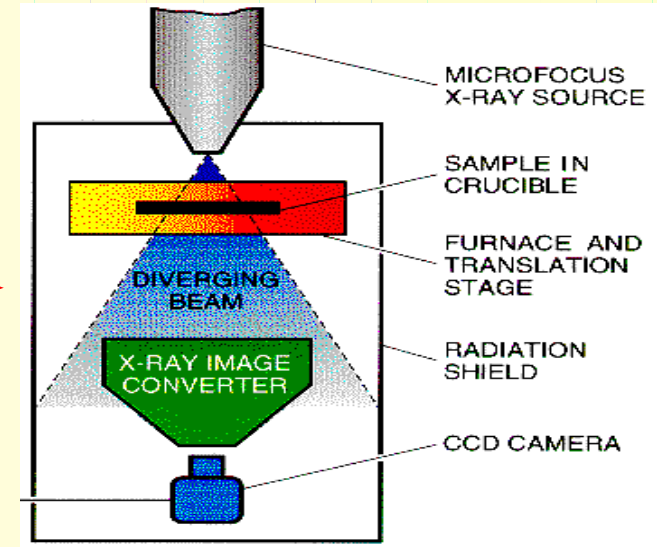 MICROFOCUS
X-RAY SOURCE
SAMPLE IN
CRUCIBLE
FURNACE AND
TRANSLATION
STAGE
DIVERGING
BEAM
RADIATION
SHIELD
X-RAY IMAGE
CONVERTER
CCD CAMERA